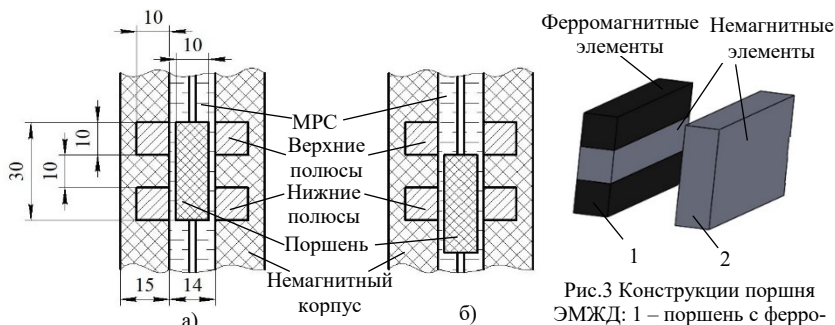 10
10
10
30
10
15
14
а)
МРС
Верхние
полюсы
Нижние
полюсы
Поршень
Немагнитный
корпус
б)
Ферромагнитные
элементы
Немагнитные
элементы
1
2
Рис.3 Конструкции поршня
ЭМЖД: 1 – поршень с ферро-